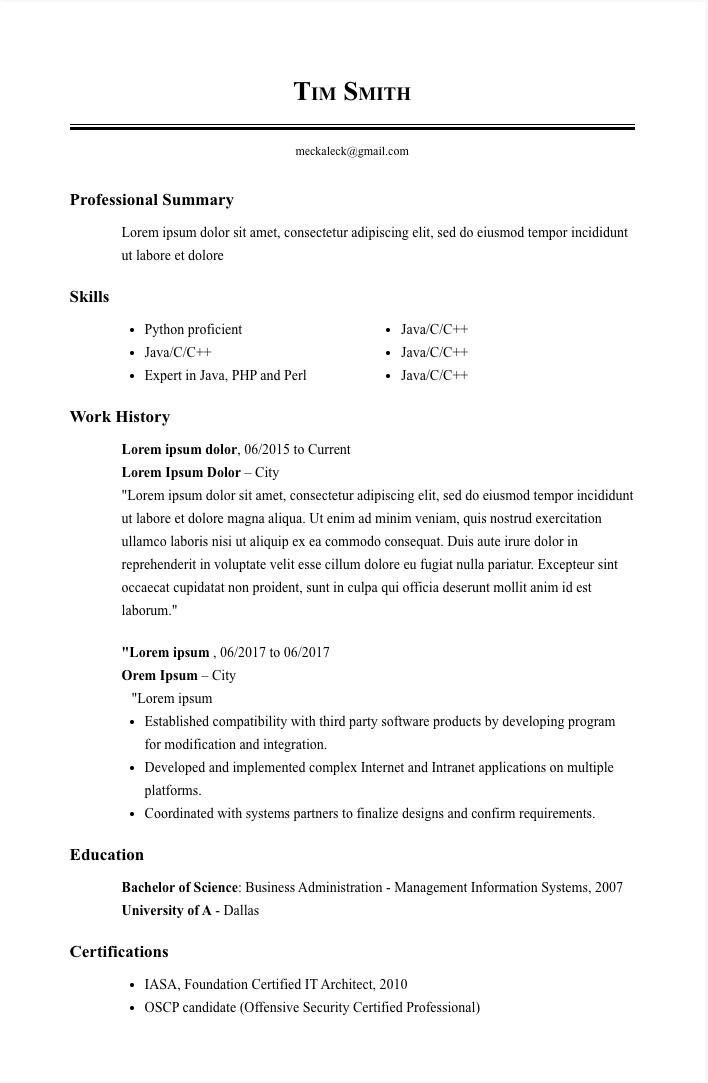 Tim Smith
meckaleck@gmail.com
Professional Summary
Lorem ipsum dolor sit amet, consectetur adipiscing elit, sed do eiusmod tempor incididunt
ut labore et dolore
Skills
• Python proficient
• Java/C/C++
• Expert in Java, PHP and Perl
• Java/C/C++
• Java/C/C++
• Java/C/C++
Work History
Lorem ipsum dolor, 06/2015 to Current
Lorem Ipsum Dolor – City
"Lorem ipsum dolor sit amet, consectetur adipiscing elit, sed do eiusmod tempor incididunt
ut labore et dolore magna aliqua. Ut enim ad minim veniam, quis nostrud exercitation
ullamco laboris nisi ut aliquip ex ea commodo consequat. Duis aute irure dolor in
reprehenderit in voluptate velit esse cillum dolore eu fugiat nulla pariatur. Excepteur sint
occaecat cupidatat non proident, sunt in culpa qui officia deserunt mollit anim id est
laborum."
"Lorem ipsum , 06/2017 to 06/2017
Orem Ipsum – City
"Lorem ipsum
• Established compatibility with third party software products by developing program
for modification and integration.
• Developed and implemented complex Internet and Intranet applications on multiple
platforms.
• Coordinated with systems partners to finalize designs and confirm requirements.
Education
Bachelor of Science: Business Administration - Management Information Systems, 2007
University of A - Dallas
Certifications
• IASA, Foundation Certified IT Architect, 2010
• OSCP candidate (Offensive Security Certified Professional)